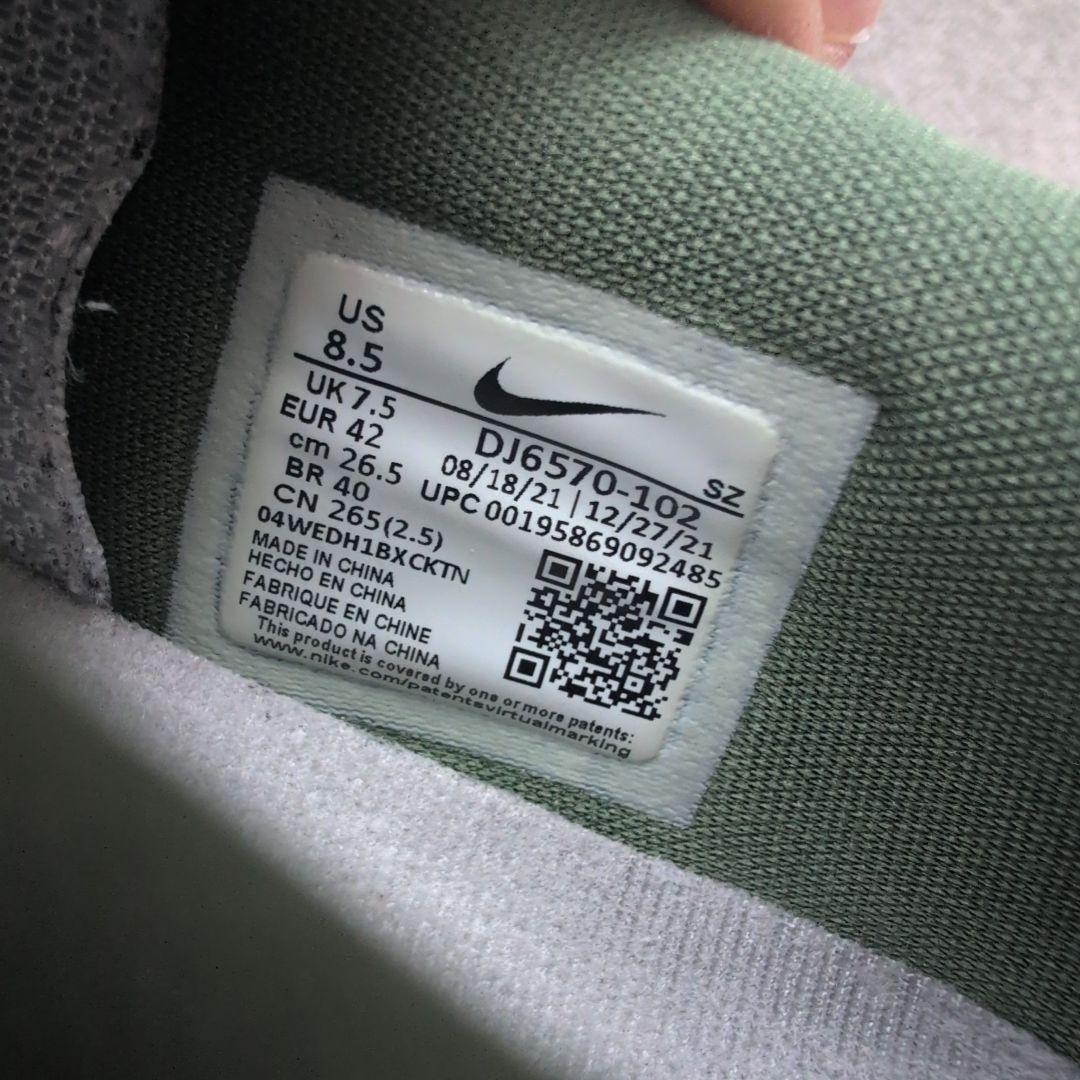 US
8.5
UK 7.5
EUR 42
cm 26.5
BR 40
CN 265(2.5)
04WEDH1BXCKTN
DJ6570-102 SZ
08/18/21 | 12/27/21
UPC 00195869092485
MADE IN CHINA
HECHO EN CHINA
FABRIQUE EN CHINE
FABRICADO NA CHINA
This product is covered by one or more patents:
www.nike.com/patentsvirtualmarking